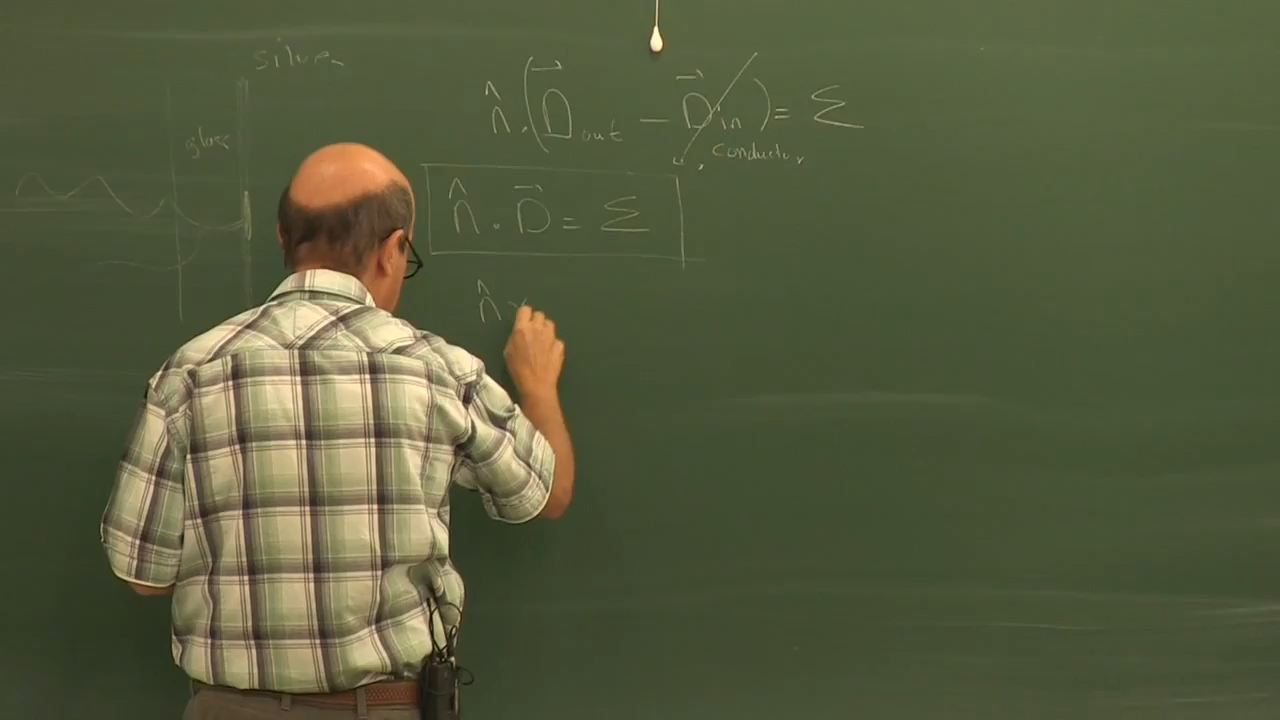 silver
glass
n̂ · (D⃗out − D⃗in) = Σ
, conductor
n̂ · D⃗ = Σ
n̂ ×